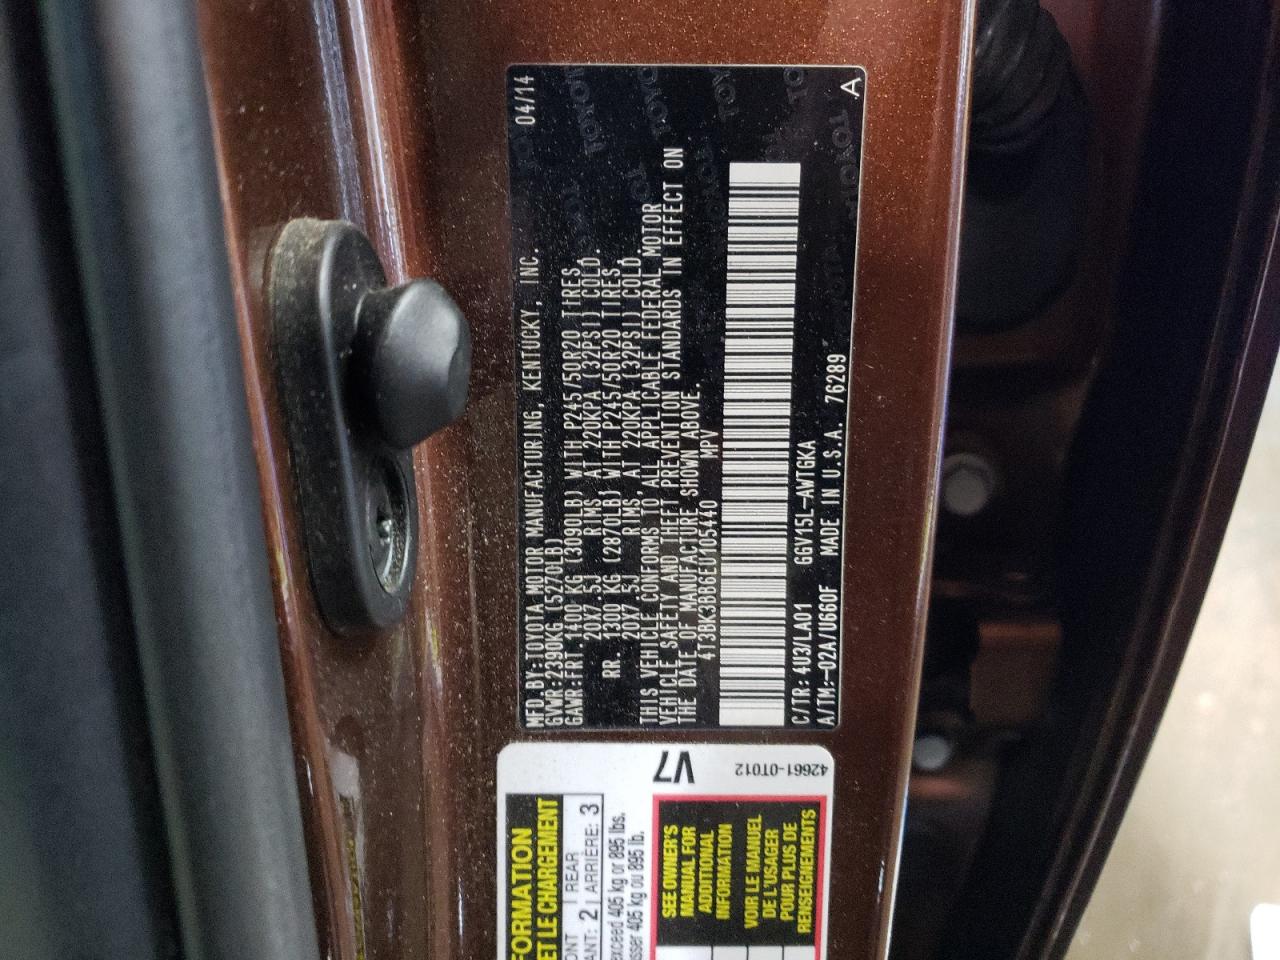 04/14
MFD.BY:TOYOTA MOTOR MANUFACTURING, KENTUCKY, INC.
GVWR:2390KG (5270LB)
GAWR:FRT.1400 KG (3090LB) WITH P245/50R20 TIRES,
20X7.5J RIMS, AT 220KPA (32PSI) COLD.
RR. 1300 KG (2870LB) WITH P245/50R20 TIRES,
20X7.5J RIMS, AT 220KPA (32PSI) COLD.
THIS VEHICLE CONFORMS TO ALL APPLICABLE FEDERAL MOTOR
VEHICLE SAFETY AND THEFT PREVENTION STANDARDS IN EFFECT ON
THE DATE OF MANUFACTURE SHOWN ABOVE.
4T3BK3BB6EU105440 MPV
C/TR: 4U3/LA01 GGV15L-AWTGKA
A/TM:-02A/U660F MADE IN U.S.A. 76289
A
V7
42661-0T012
FORMATION
ET LE CHARGEMENT
ONT 2 REAR 3
ANT: ARRIÈRE:
exceed 405 kg or 895 lbs.
sser 405 kg ou 895 lb.
SEE OWNER'S
MANUAL FOR
ADDITIONAL
INFORMATION
VOIR LE MANUEL
DE L'USAGER
POUR PLUS DE
RENSEIGNEMENTS